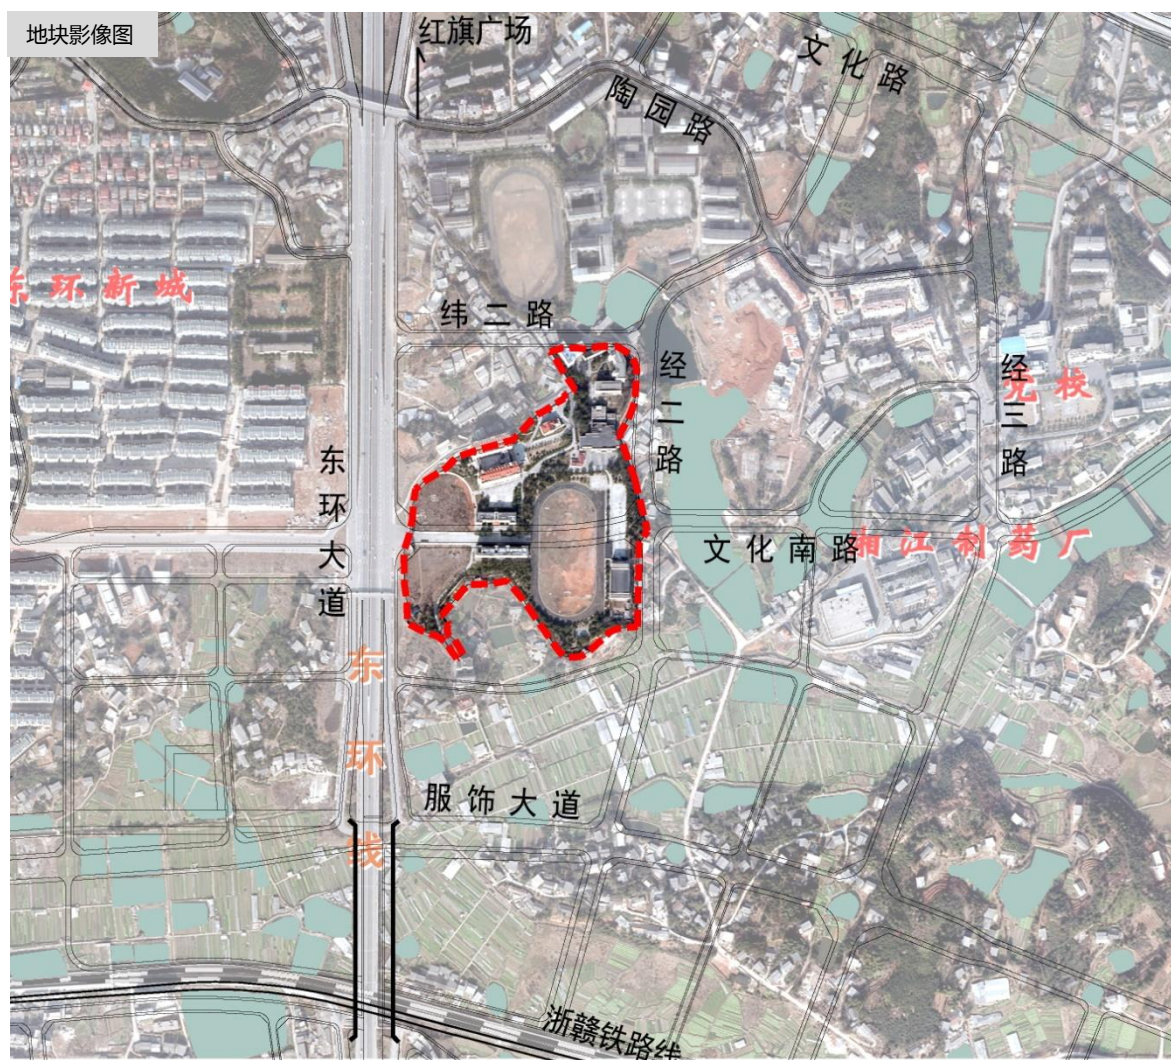 地块影像图
红旗广场
文化路
陶园路
东环新城
纬二路
经二路
经三路
党校
东环大道
文化南路
湘江制药厂
东环线
服饰大道
浙赣铁路线